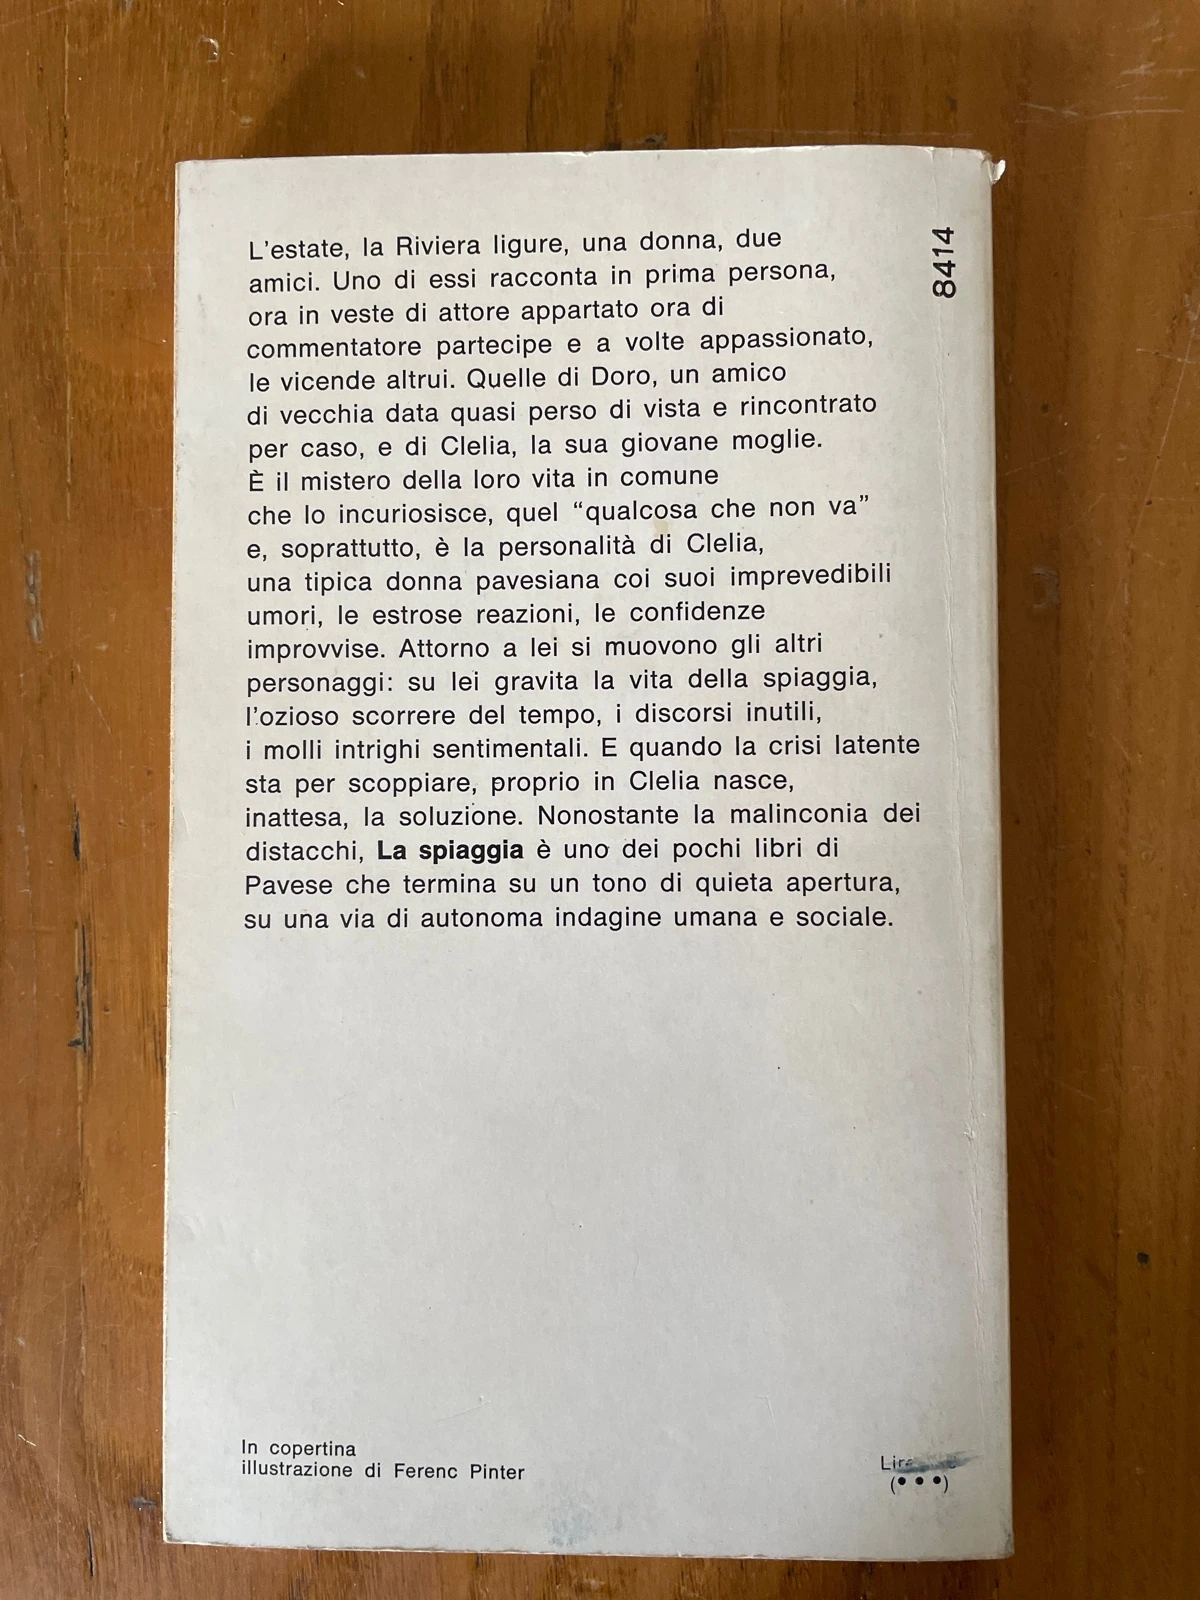 L'estate, la Riviera ligure, una donna, due
amici. Uno di essi racconta in prima persona,
ora in veste di attore appartato ora di
commentatore partecipe e a volte appassionato,
le vicende altrui. Quelle di Doro, un amico
di vecchia data quasi perso di vista e rincontrato
per caso, e di Clelia, la sua giovane moglie.
È il mistero della loro vita in comune
che lo incuriosisce, quel “qualcosa che non va”
e, soprattutto, è la personalità di Clelia,
una tipica donna pavesiana coi suoi imprevedibili
umori, le estrose reazioni, le confidenze
improvvise. Attorno a lei si muovono gli altri
personaggi: su lei gravita la vita della spiaggia,
l'ozioso scorrere del tempo, i discorsi inutili,
i molli intrighi sentimentali. E quando la crisi latente
sta per scoppiare, proprio in Clelia nasce,
inattesa, la soluzione. Nonostante la malinconia dei
distacchi, La spiaggia è uno dei pochi libri di
Pavese che termina su un tono di quieta apertura,
su una via di autonoma indagine umana e sociale.
8414
In copertina
illustrazione di Ferenc Pinter
(•••)